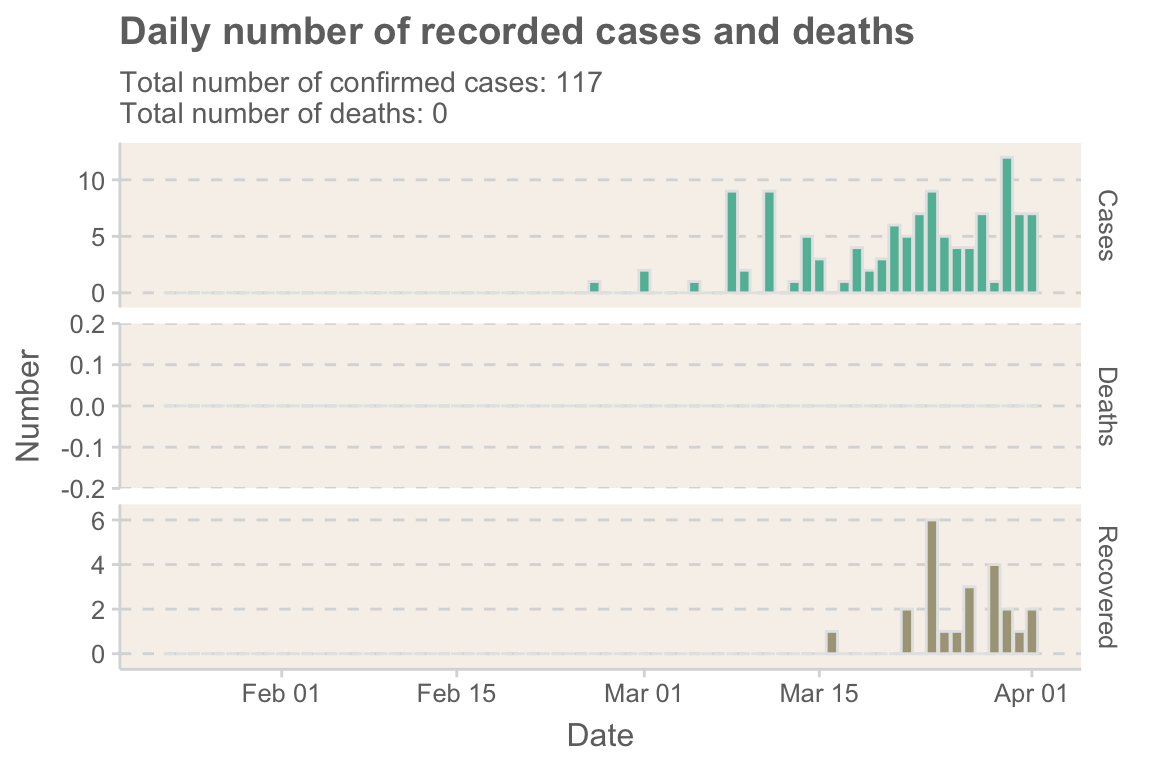 Daily number of recorded cases and deaths
Total number of confirmed cases: 117
Total number of deaths: 0
10
5
0
Cases
0.2
0.1
0.0
-0.1
-0.2
Deaths
Number
6
4
2
0
Recovered
Feb 01 Feb 15 Mar 01 Mar 15 Apr 01
Date